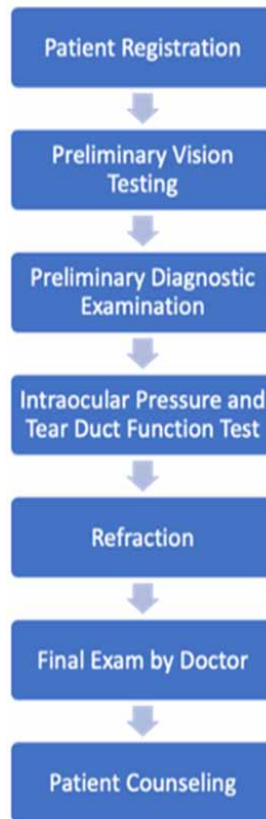 Patient Registration
Preliminary Vision
Testing
Preliminary Diagnostic
Examination
Intraocular Pressure and
Tear Duct Function Test
Refraction
Final Exam by Doctor
Patient Counseling